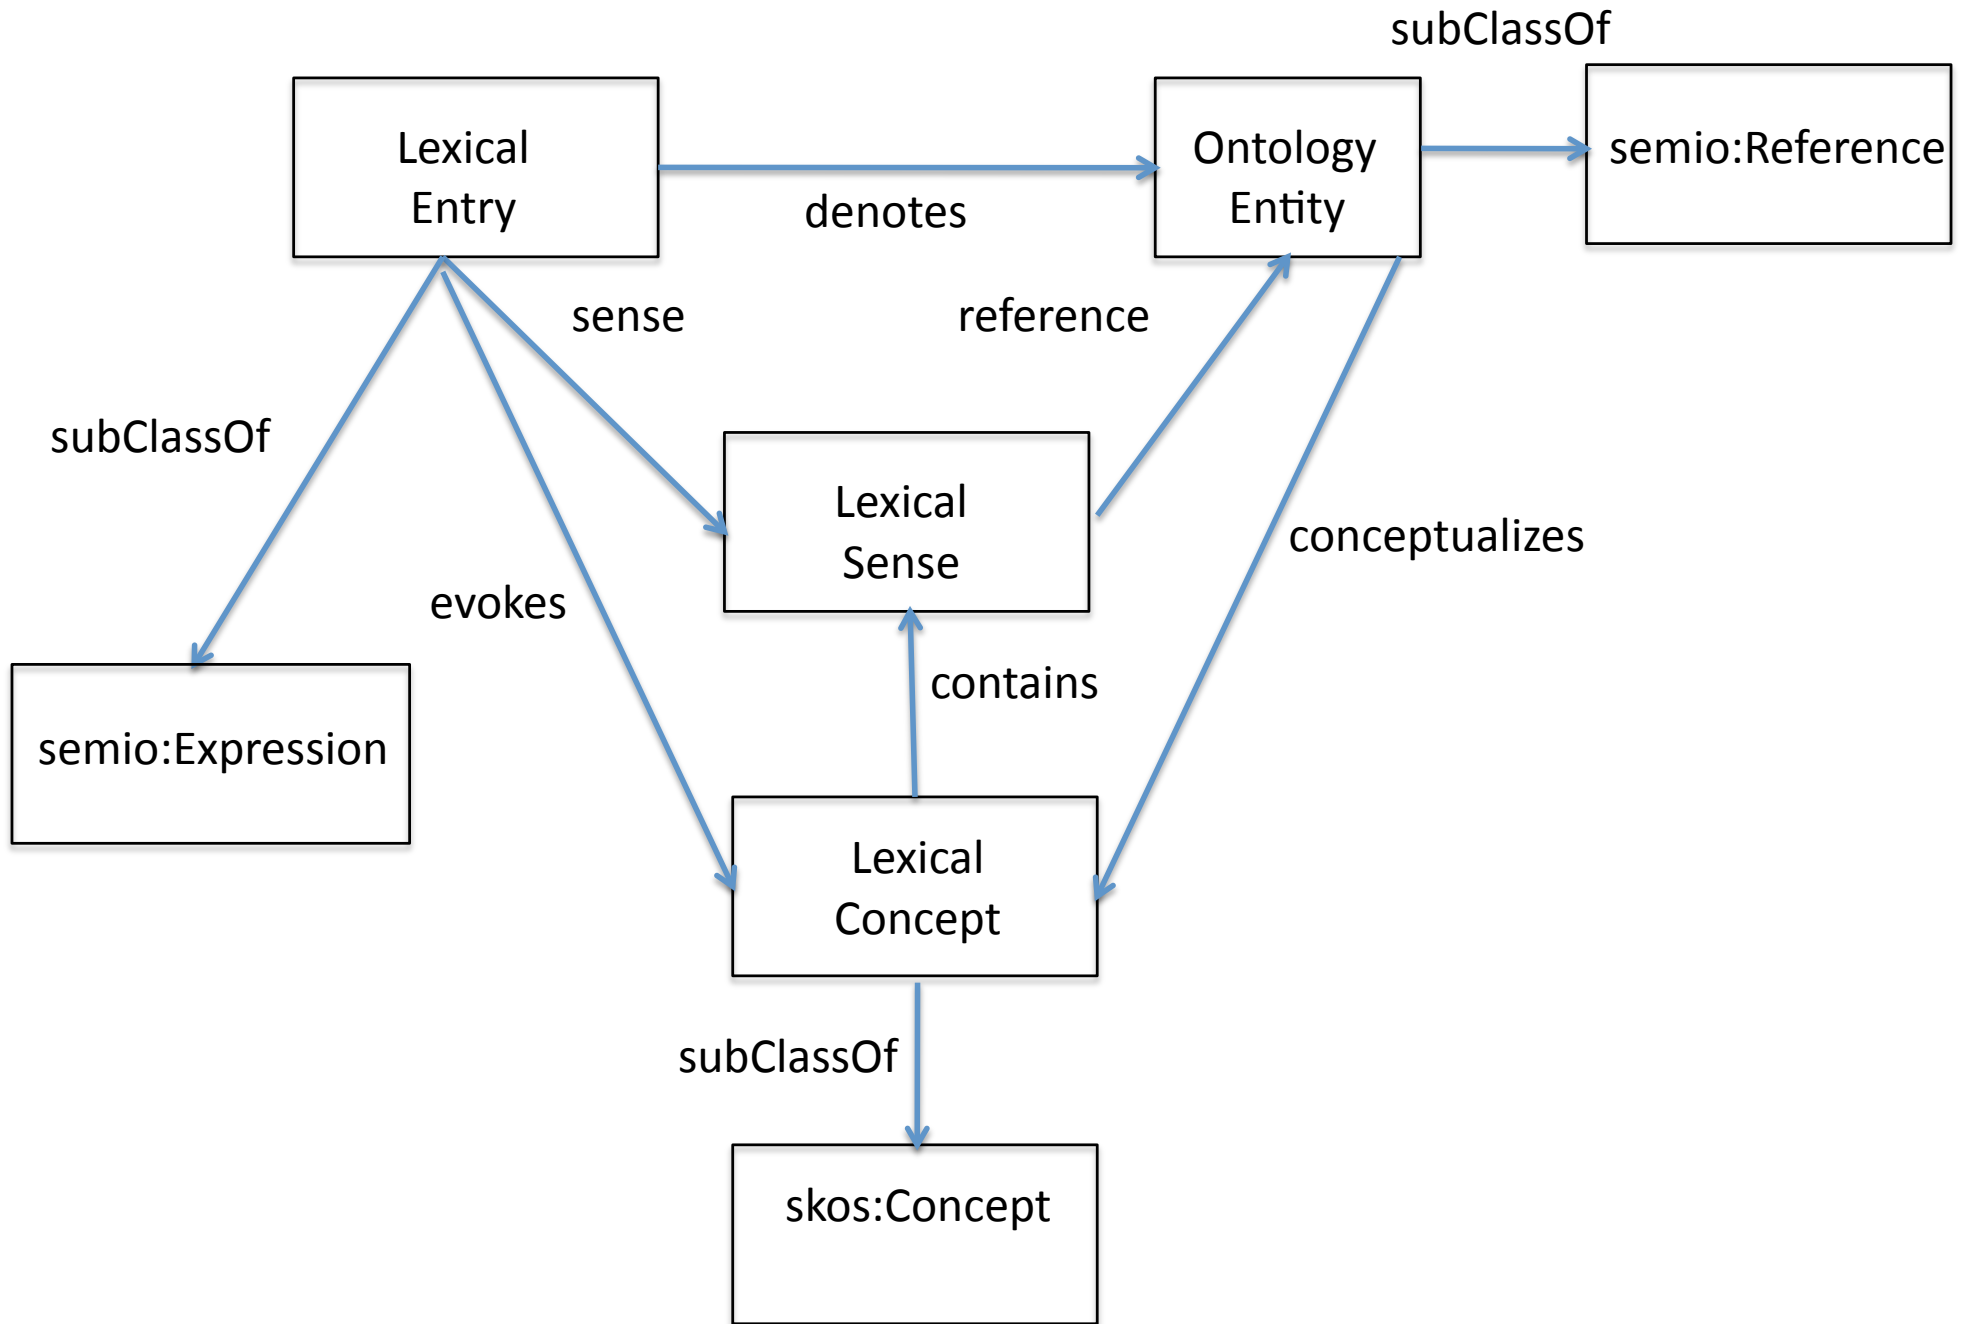 subClassOf
Lexical
Entry
denotes
Ontology
Entity
semio:Reference
sense
reference
subClassOf
Lexical
Sense
conceptualizes
evokes
contains
semio:Expression
Lexical
Concept
subClassOf
skos:Concept